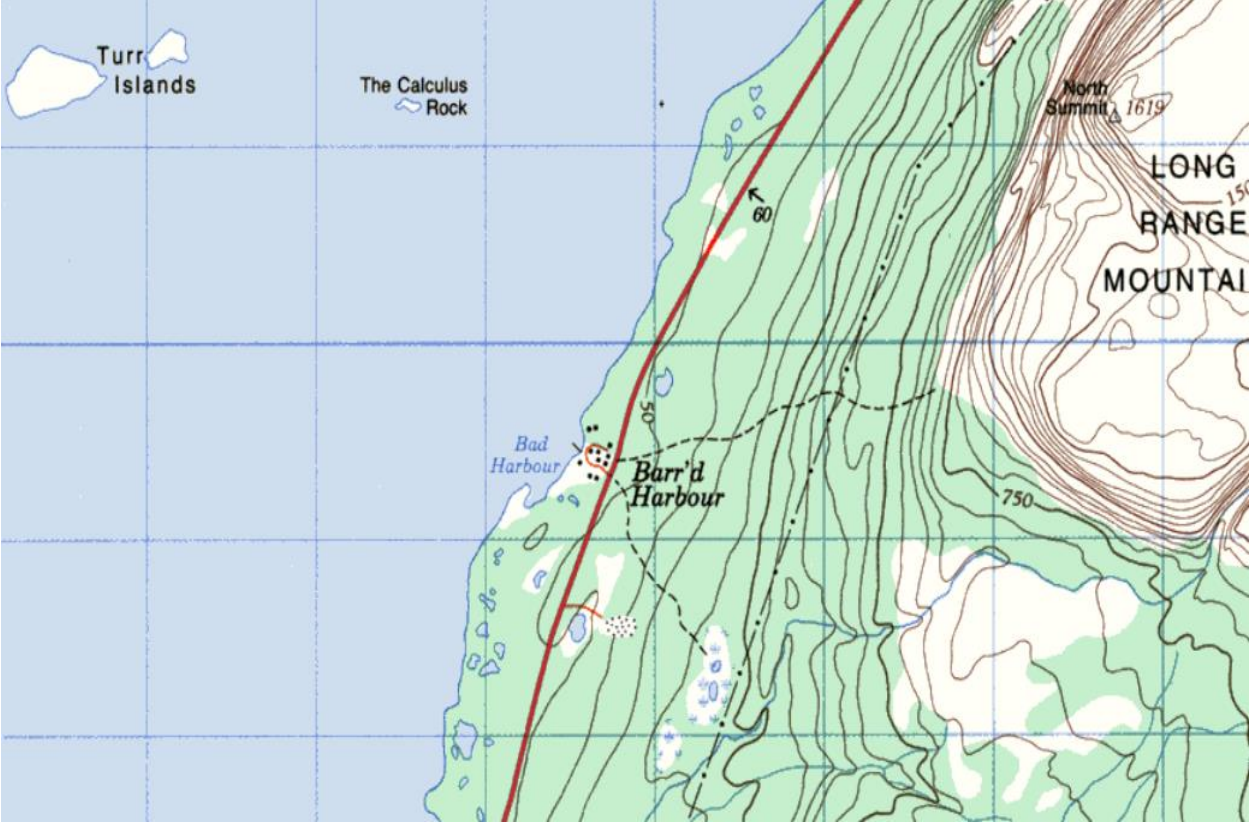 Turr
Islands
The Calculus
Rock
North
Summit 1619
LONG
RANGE
MOUNTAI
60
50
Bad
Harbour
Barr'd
Harbour
750